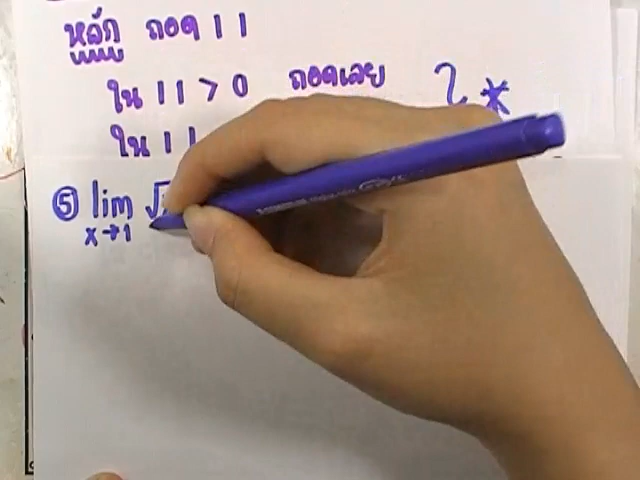 หลัก ถอด | |
ใน | | > 0 ถอดเลย
ใน | |
⑤ lim √
x→1